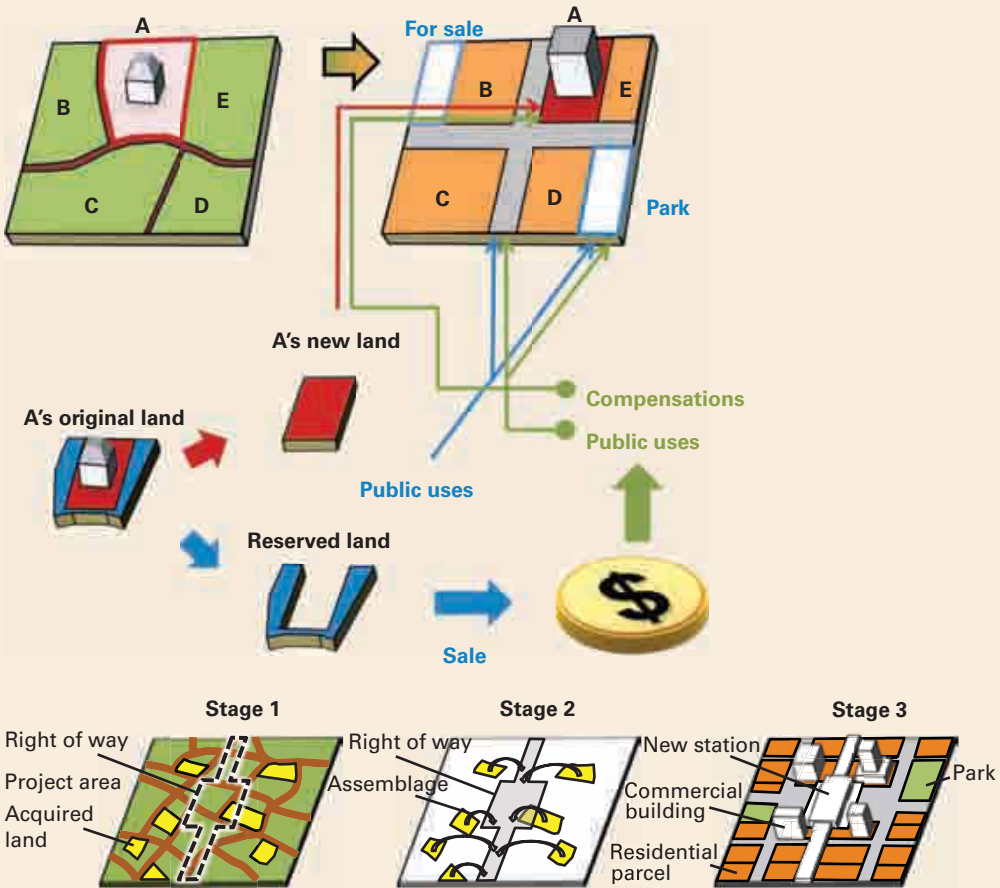 A
B
E
C
D
For sale
A
B
E
C
D
Park
A's new land
A's original land
Compensations
Public uses
Public uses
Reserved land
$
Sale
Stage 1
Right of way
Project area
Acquired
land
Stage 2
Right of way
Assemblage
Stage 3
New station
Park
Commercial
building
Residential
parcel